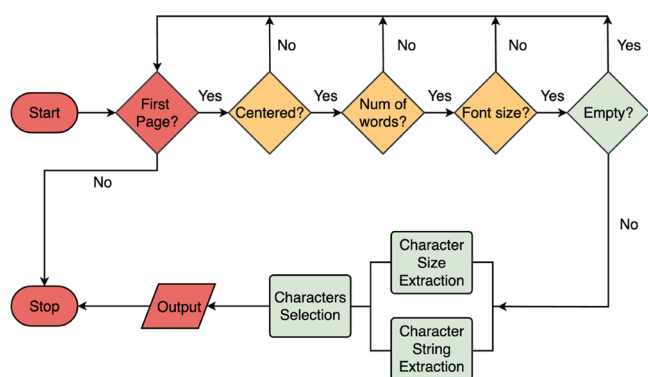 No
No
No
Yes
Start
First
Page?
Yes
Centered?
Yes
Num of
words?
Yes
Font size?
Yes
Empty?
No
No
Character
Size
Extraction
Stop
Output
Characters
Selection
Character
String
Extraction